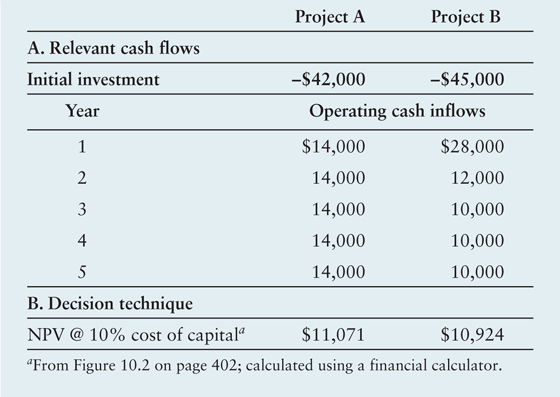 Project A Project B
A. Relevant cash flows
Initial investment –$42,000 –$45,000
Year Operating cash inflows
1 $14,000 $28,000
2 14,000 12,000
3 14,000 10,000
4 14,000 10,000
5 14,000 10,000
B. Decision technique
NPV @ 10% cost of capitalᵃ $11,071 $10,924
ᵃFrom Figure 10.2 on page 402; calculated using a financial calculator.